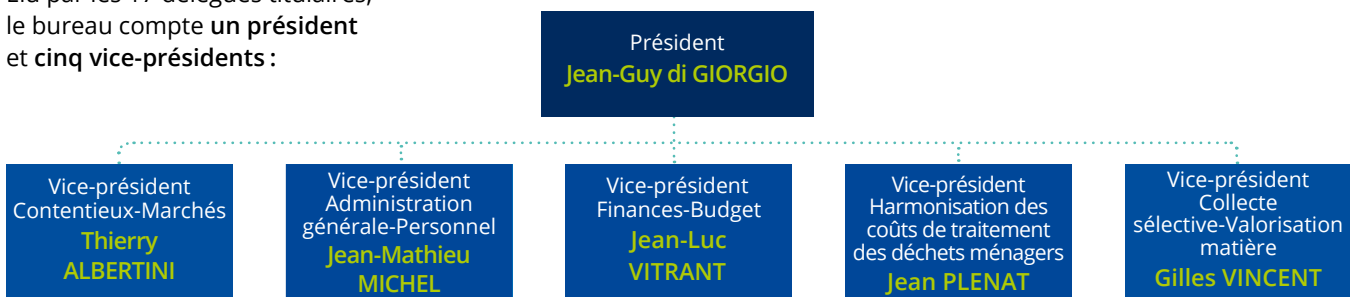 le bureau compte un président
et cinq vice-présidents :
Président
Jean-Guy di GIORGIO
Vice-président
Contentieux-Marchés
Thierry
ALBERTINI
Vice-président
Administration
générale-Personnel
Jean-Mathieu
MICHEL
Vice-président
Finances-Budget
Jean-Luc
VITRANT
Vice-président
Harmonisation des
coûts de traitement
des déchets ménagers
Jean PLENAT
Vice-président
Collecte
sélective-Valorisation
matière
Gilles VINCENT